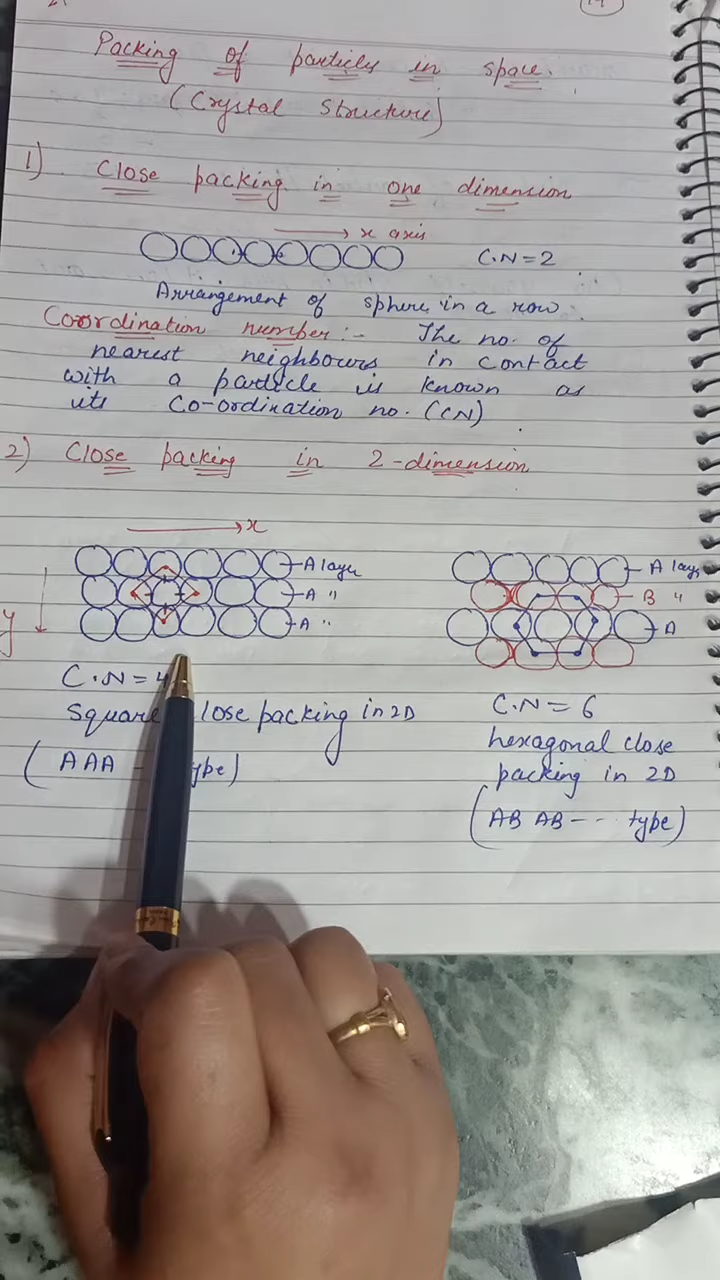 Packing of particles in space.
(Crystal Structure)
1) Close packing in one dimension
x axis
C.N=2
Arrangement of sphere in a row.
Coordination number:- The no. of
nearest neighbours in contact
with a particle is known as
its Co-ordination no. (CN)
2) Close packing in 2-dimension
x
y
A layer
A "
A "
C.N=4
Square lose packing in 2D
(AAA ype)
A layer
B "
A
C.N = 6
hexagonal close
packing in 2D
(AB AB --- type)